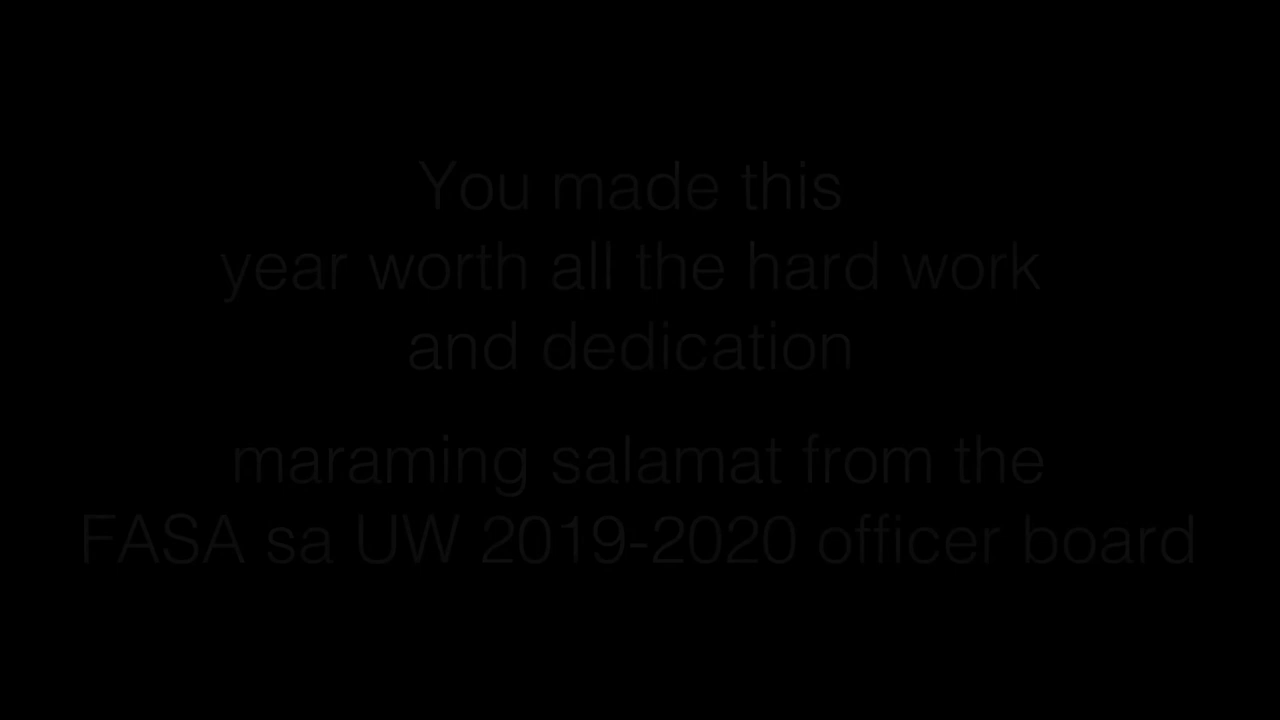 You made this
year worth all the hard work
and dedication
maraming salamat from the
FASA sa UW 2019-2020 officer board